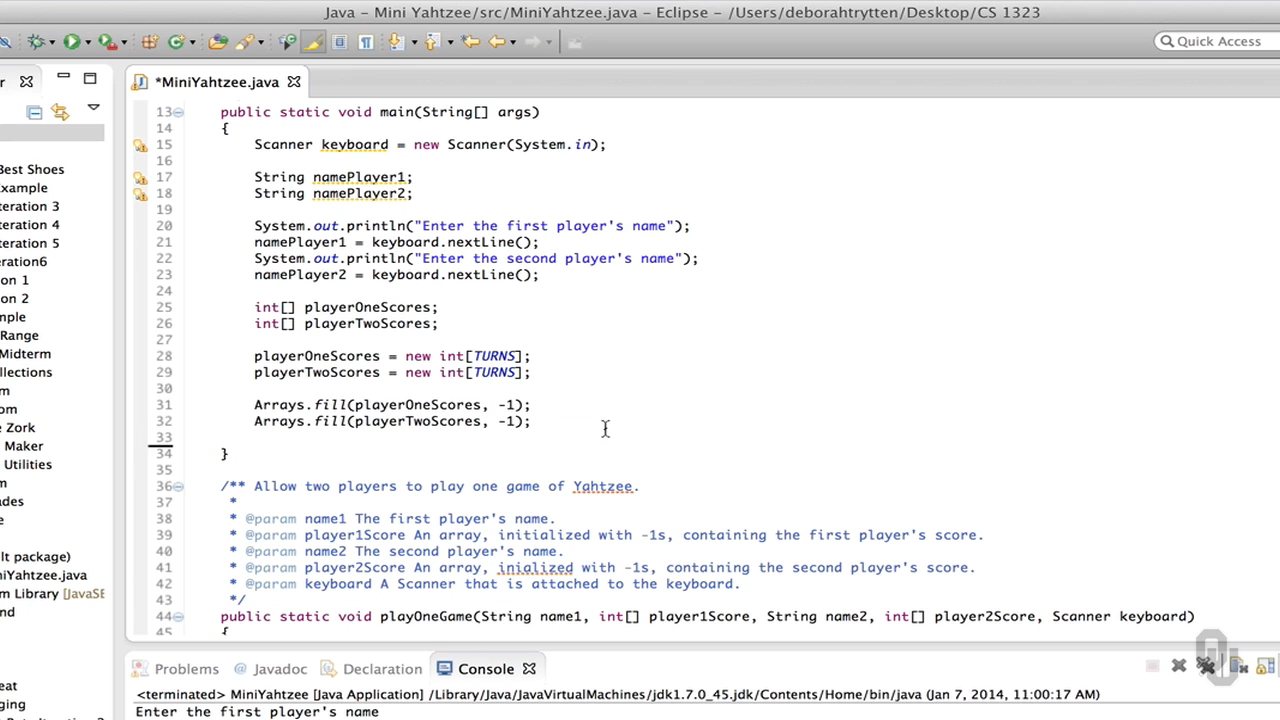 Java – Mini Yahtzee/src/MiniYahtzee.java – Eclipse – /Users/deborahtrytten/Desktop/CS 1323
Quick Access
r
*MiniYahtzee.java
Best Shoes
Example
teration 3
teration 4
teration 5
eration6
on 1
on 2
mple
Range
Midterm
llections
m
om
e Zork
Maker
Utilities
m
ades
e
lt package)
niYahtzee.java
m Library [JavaSE
nd
eat
ging
13 public static void main(String[] args)
14 {
15 Scanner keyboard = new Scanner(System.in);
16
17 String namePlayer1;
18 String namePlayer2;
19
20 System.out.println("Enter the first player's name");
21 namePlayer1 = keyboard.nextLine();
22 System.out.println("Enter the second player's name");
23 namePlayer2 = keyboard.nextLine();
24
25 int[] playerOneScores;
26 int[] playerTwoScores;
27
28 playerOneScores = new int[TURNS];
29 playerTwoScores = new int[TURNS];
30
31 Arrays.fill(playerOneScores, -1);
32 Arrays.fill(playerTwoScores, -1);
33
34 }
35
36 /** Allow two players to play one game of Yahtzee.
37 *
38 * @param name1 The first player's name.
39 * @param player1Score An array, initialized with -1s, containing the first player's score.
40 * @param name2 The second player's name.
41 * @param player2Score An array, inialized with -1s, containing the second player's score.
42 * @param keyboard A Scanner that is attached to the keyboard.
43 */
44 public static void playOneGame(String name1, int[] player1Score, String name2, int[] player2Score, Scanner keyboard)
45 {
Problems
Javadoc
Declaration
Console
<terminated> MiniYahtzee [Java Application] /Library/Java/JavaVirtualMachines/jdk1.7.0_45.jdk/Contents/Home/bin/java (Jan 7, 2014, 11:00:17 AM)
Enter the first player's name